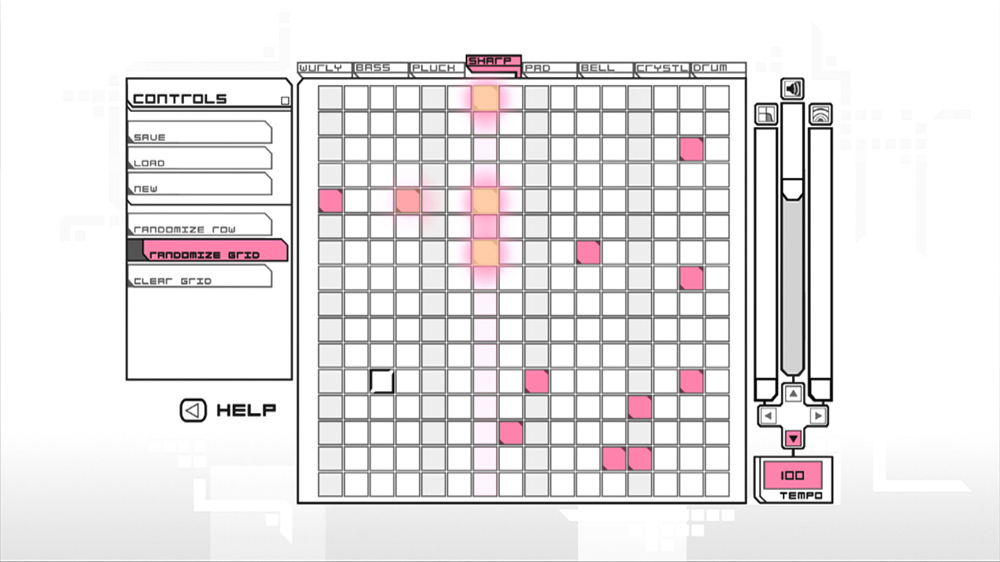 SHARP
WURLY BASS PLUCK PAD BELL CRYSTL DRUM
CONTROLS
SAVE
LOAD
NEW
RANDOMIZE ROW
RANDOMIZE GRID
CLEAR GRID
HELP
100
TEMPO